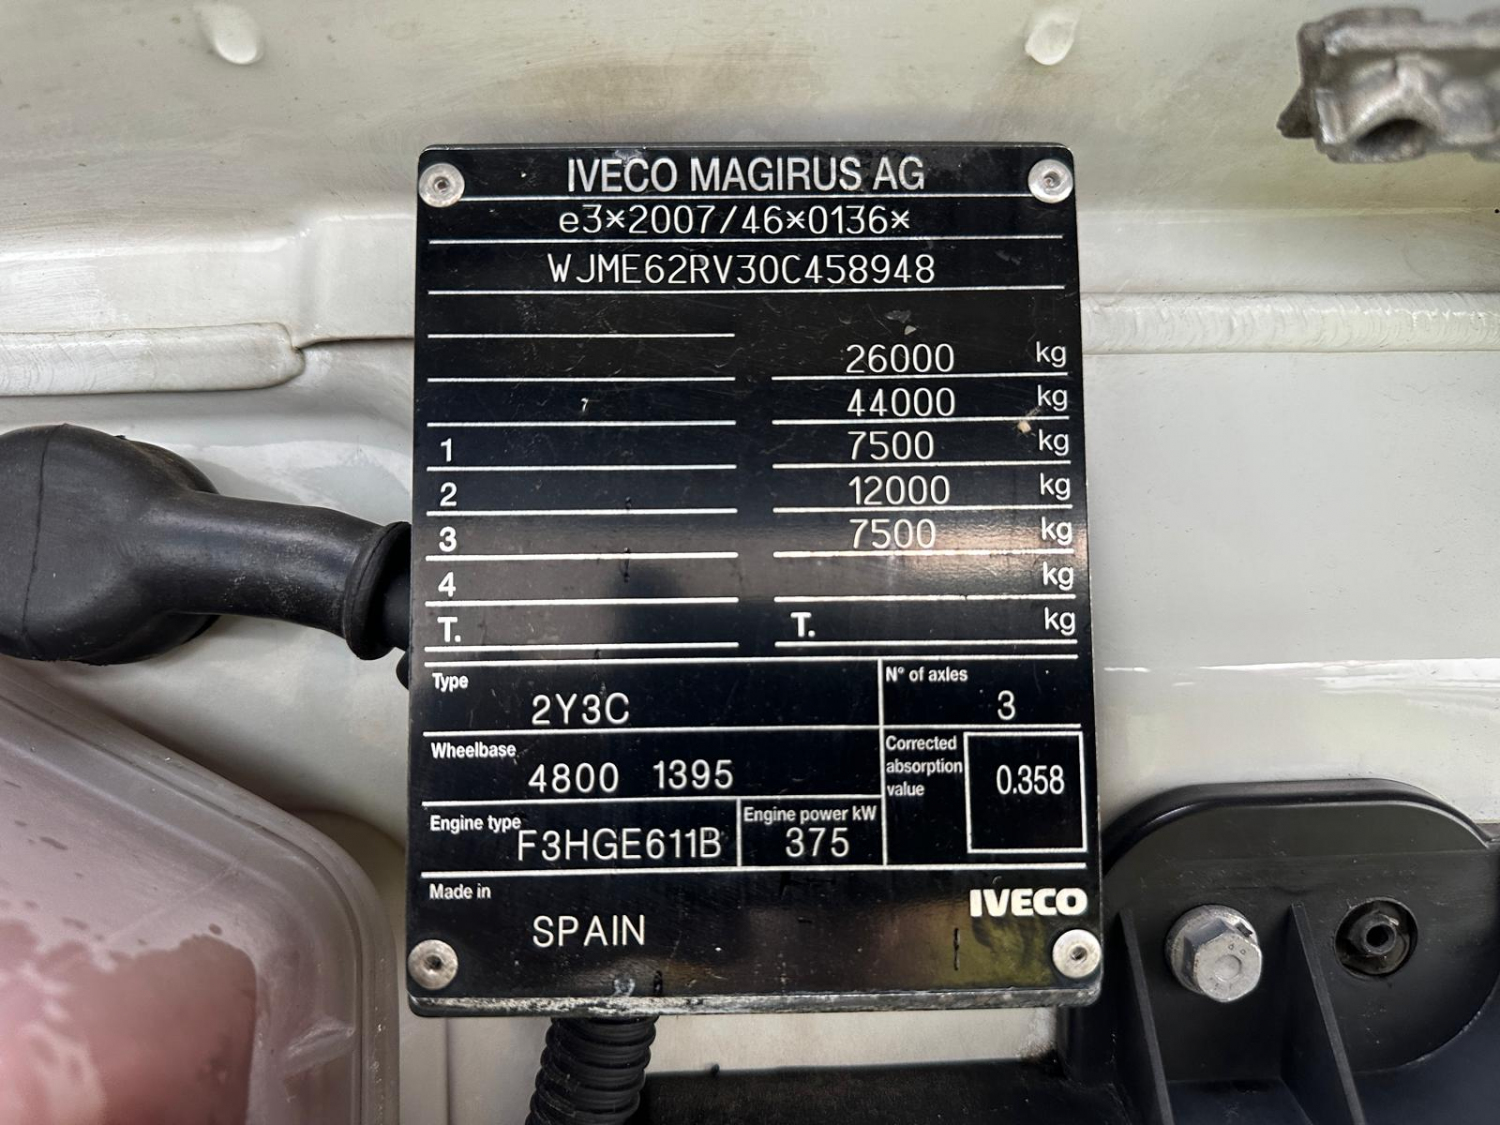 IVECO MAGIRUS AG
e3*2007/46*0136*
WJME62RV30C458948
26000 kg
44000 kg
1 7500 kg
2 12000 kg
3 7500 kg
4 kg
T. T. kg
Type 2Y3C
N° of axles 3
Wheelbase 4800 1395
Corrected absorption value 0.358
Engine type F3HGE611B
Engine power kW 375
Made in SPAIN
IVECO